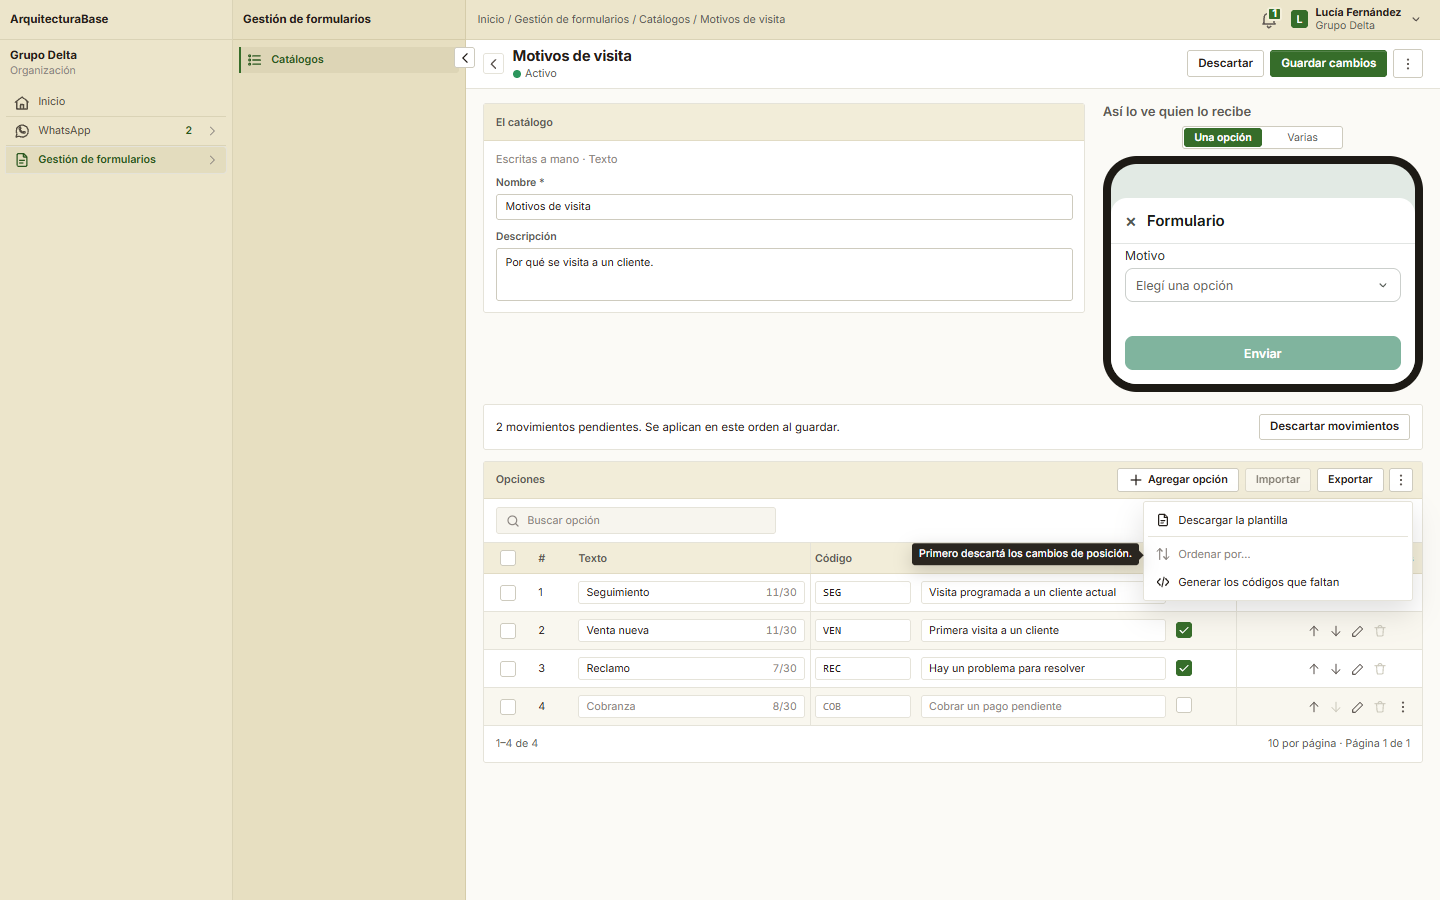 ArquitecturaBase
Gestión de formularios
Inicio / Gestión de formularios / Catálogos / Motivos de visita
1
L
Lucía Fernández
Grupo Delta
Grupo Delta
Organización
Inicio
WhatsApp 2
Gestión de formularios
Catálogos
Motivos de visita
Activo
Descartar
Guardar cambios
El catálogo
Escritas a mano · Texto
Nombre *
Motivos de visita
Descripción
Por qué se visita a un cliente.
Así lo ve quien lo recibe
Una opción
Varias
Formulario
Motivo
Elegí una opción
Enviar
2 movimientos pendientes. Se aplican en este orden al guardar.
Descartar movimientos
Opciones
Agregar opción
Importar
Exportar
Buscar opción
Descargar la plantilla
Ordenar por...
Generar los códigos que faltan
Primero descartá los cambios de posición.
# Texto Código
1 Seguimiento 11/30 SEG Visita programada a un cliente actual
2 Venta nueva 11/30 VEN Primera visita a un cliente
3 Reclamo 7/30 REC Hay un problema para resolver
4 Cobranza 8/30 COB Cobrar un pago pendiente
1–4 de 4
10 por página · Página 1 de 1